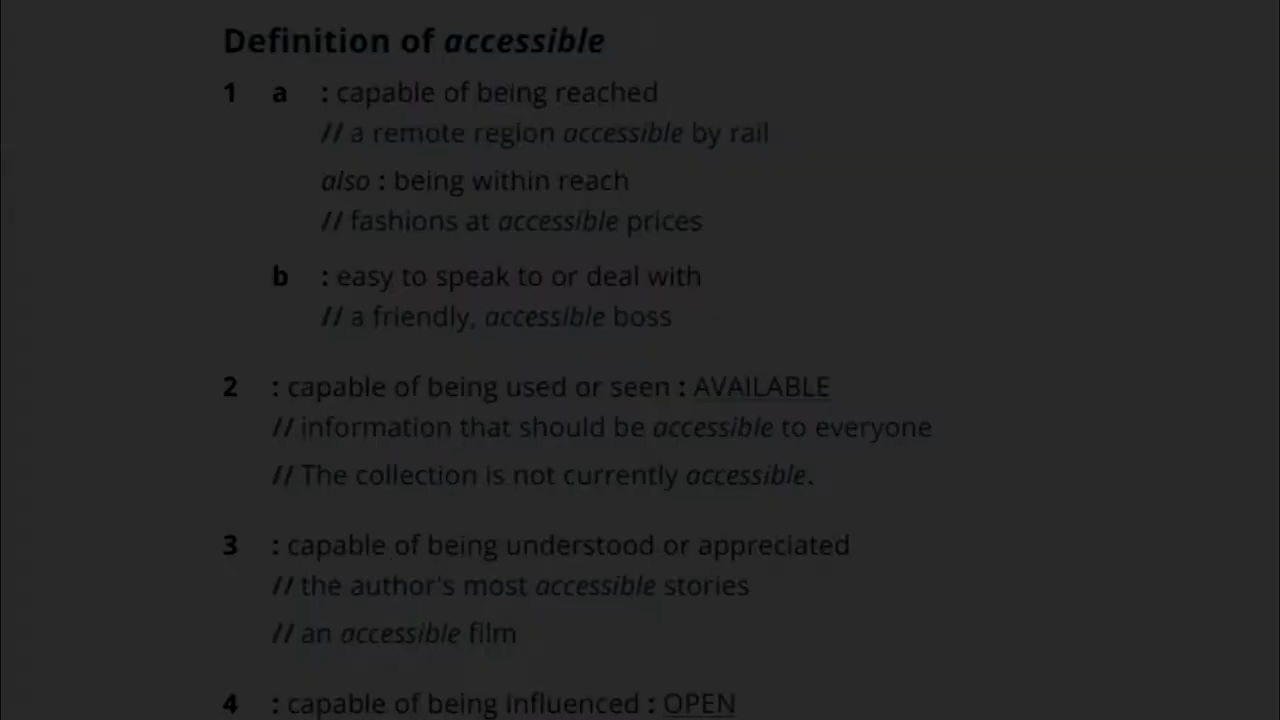 Definition of accessible
1 a : capable of being reached
// a remote region accessible by rail
also : being within reach
// fashions at accessible prices
b : easy to speak to or deal with
// a friendly, accessible boss
2 : capable of being used or seen : AVAILABLE
// information that should be accessible to everyone
// The collection is not currently accessible.
3 : capable of being understood or appreciated
// the author's most accessible stories
// an accessible film
4 : capable of being influenced : OPEN